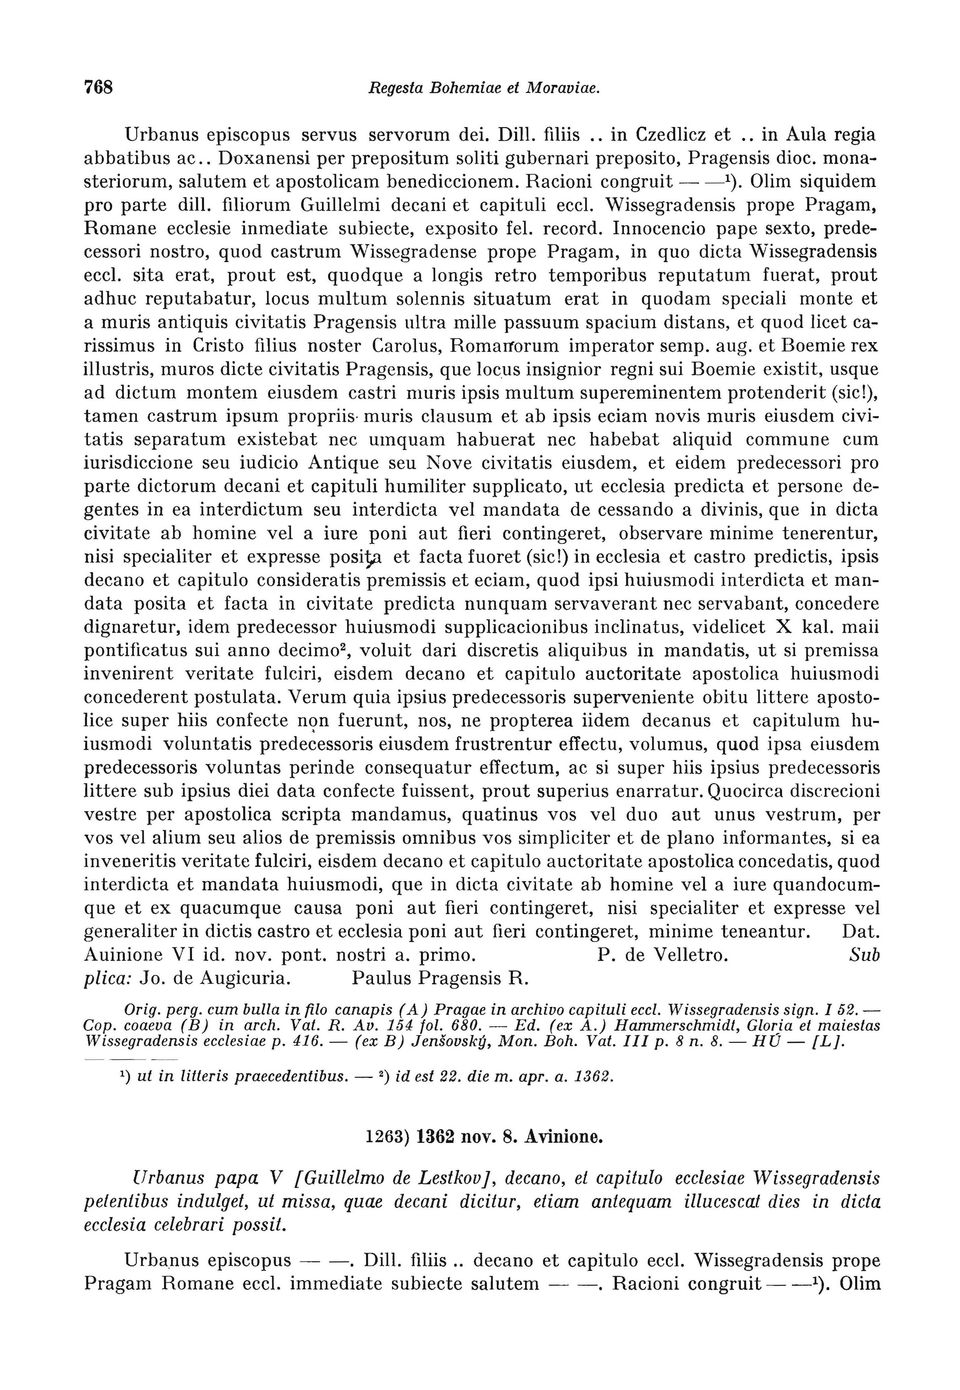 768 Regesta Bohemiae et Moraviae.
Urbanus episcopus servus servorum dei. Dill. filiis .. in Czedlicz et .. in Aula regia
abbatibus ac.. Doxanensi per prepositum soliti gubernari preposito, Pragensis dioc. mona-
steriorum, salutem et apostolicam benediccionem. Racioni congruit — —¹). Olim siquidem
pro parte dill. filiorum Guillelmi decani et capituli eccl. Wissegradensis prope Pragam,
Romane ecclesie inmediate subiecte, exposito fel. record. Innocencio pape sexto, prede-
cessori nostro, quod castrum Wissegradense prope Pragam, in quo dicta Wissegradensis
eccl. sita erat, prout est, quodque a longis retro temporibus reputatum fuerat, prout
adhuc reputabatur, locus multum solennis situatum erat in quodam speciali monte et
a muris antiquis civitatis Pragensis ultra mille passuum spacium distans, et quod licet ca-
rissimus in Cristo filius noster Carolus, Romanorum imperator semp. aug. et Boemie rex
illustris, muros dicte civitatis Pragensis, que locus insignior regni sui Boemie existit, usque
ad dictum montem eiusdem castri muris ipsis multum supereminentem protenderit (sic!),
tamen castrum ipsum propriis muris clausum et ab ipsis eciam novis muris eiusdem civi-
tatis separatum existebat nec umquam habuerat nec habebat aliquid commune cum
iurisdiccione seu iudicio Antique seu Nove civitatis eiusdem, et eidem predecessori pro
parte dictorum decani et capituli humiliter supplicato, ut ecclesia predicta et persone de-
gentes in ea interdictum seu interdicta vel mandata de cessando a divinis, que in dicta
civitate ab homine vel a iure poni aut fieri contingeret, observare minime tenerentur,
nisi specialiter et expresse posita et facta fuoret (sic!) in ecclesia et castro predictis, ipsis
decano et capitulo consideratis premissis et eciam, quod ipsi huiusmodi interdicta et man-
data posita et facta in civitate predicta nunquam servaverant nec servabant, concedere
dignaretur, idem predecessor huiusmodi supplicacionibus inclinatus, videlicet X kal. maii
pontificatus sui anno decimo², voluit dari discretis aliquibus in mandatis, ut si premissa
invenirent veritate fulciri, eisdem decano et capitulo auctoritate apostolica huiusmodi
concederent postulata. Verum quia ipsius predecessoris superveniente obitu littere aposto-
lice super hiis confecte non fuerunt, nos, ne propterea iidem decanus et capitulum hu-
iusmodi voluntatis predecessoris eiusdem frustrentur effectu, volumus, quod ipsa eiusdem
predecessoris voluntas perinde consequatur effectum, ac si super hiis ipsius predecessoris
littere sub ipsius diei data confecte fuissent, prout superius enarratur. Quocirca discrecioni
vestre per apostolica scripta mandamus, quatinus vos vel duo aut unus vestrum, per
vos vel alium seu alios de premissis omnibus vos simpliciter et de plano informantes, si ea
inveneritis veritate fulciri, eisdem decano et capitulo auctoritate apostolica concedatis, quod
interdicta et mandata huiusmodi, que in dicta civitate ab homine vel a iure quandocum-
que et ex quacumque causa poni aut fieri contingeret, nisi specialiter et expresse vel
generaliter in dictis castro et ecclesia poni aut fieri contingeret, minime teneantur. Dat.
Auinione VI id. nov. pont. nostri a. primo. P. de Velletro. Sub
plica: Jo. de Augicuria. Paulus Pragensis R.
Orig. perg. cum bulla in filo canapis (A) Pragae in archivo capituli eccl. Wissegradensis sign. I 52. —
Cop. coaeva (B) in arch. Vat. R. Av. 154 fol. 680. — Ed. (ex A.) Hammerschmidt, Gloria et maiestas
Wissegradensis ecclesiae p. 416. — (ex B) Jenšovský, Mon. Boh. Vat. III p. 8 n. 8. — HÚ — [L].
¹) ut in litteris praecedentibus. — ²) id est 22. die m. apr. a. 1362.
1263) 1362 nov. 8. Avinione.
Urbanus papa V [Guillelmo de Lestkov], decano, et capitulo ecclesiae Wissegradensis
petentibus indulget, ut missa, quae decani dicitur, etiam antequam illucescat dies in dicta
ecclesia celebrari possit.
Urbanus episcopus — —. Dill. filiis .. decano et capitulo eccl. Wissegradensis prope
Pragam Romane eccl. immediate subiecte salutem — —. Racioni congruit — —¹). Olim